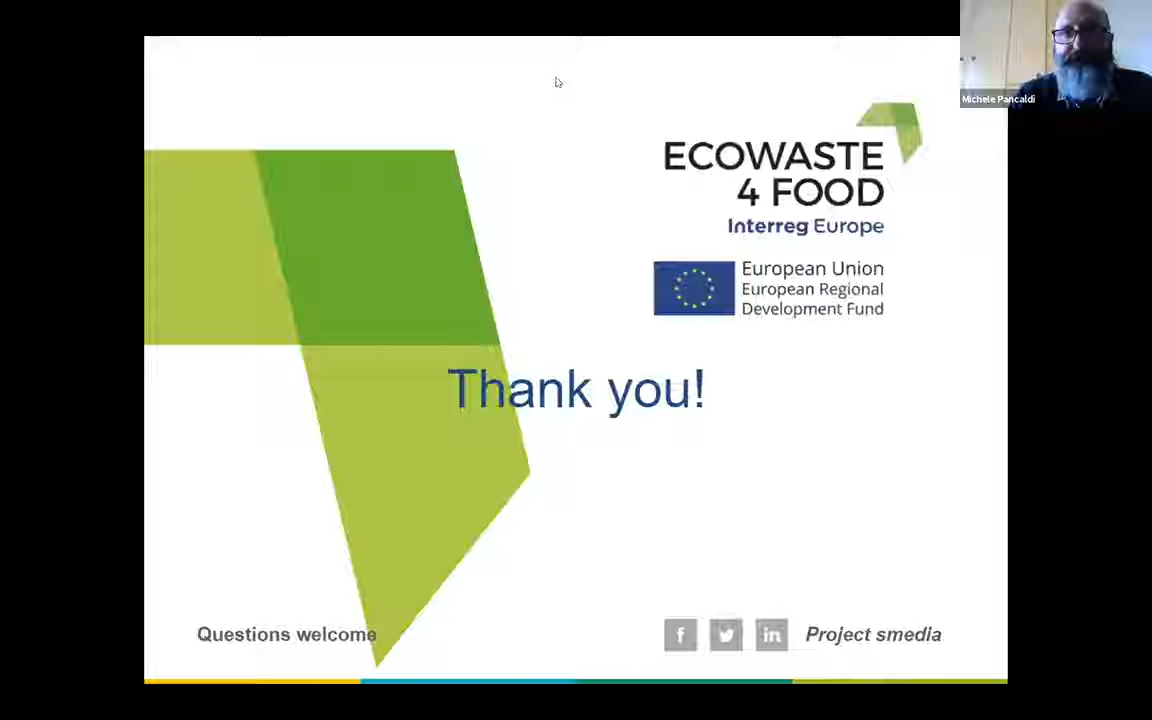 Michele Pancaldi
ECOWASTE
4 FOOD
Interreg Europe
European Union
European Regional
Development Fund
Thank you!
Questions welcome
f in Project smedia